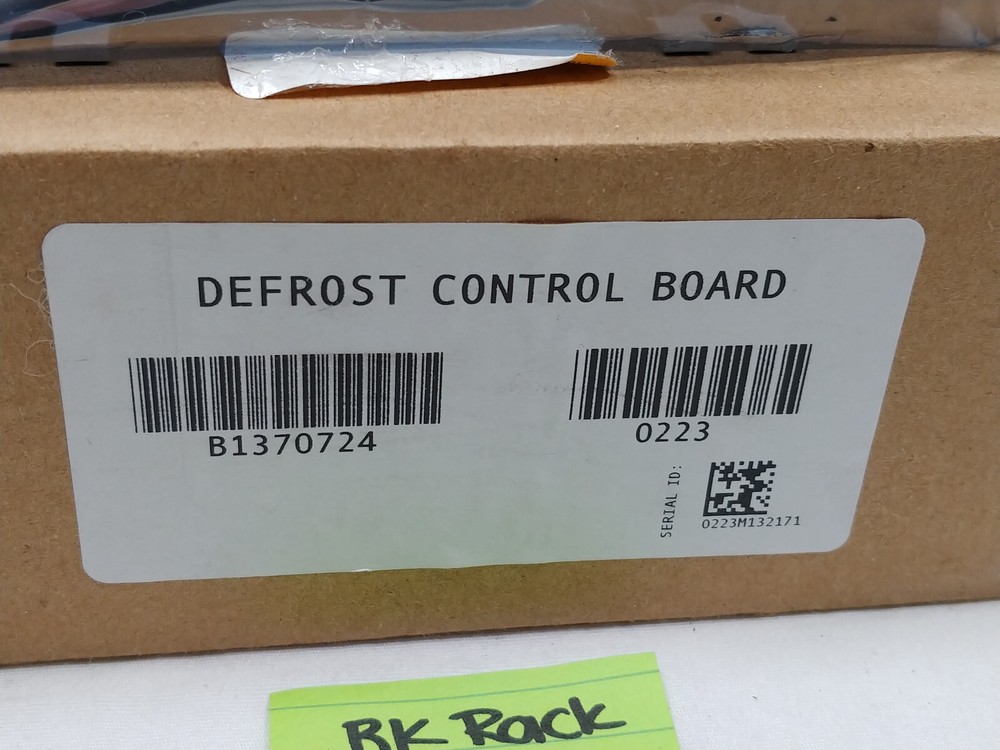 DEFROST CONTROL BOARD
B1370724
0223
SERIAL ID:
0223M132171
BK Rack